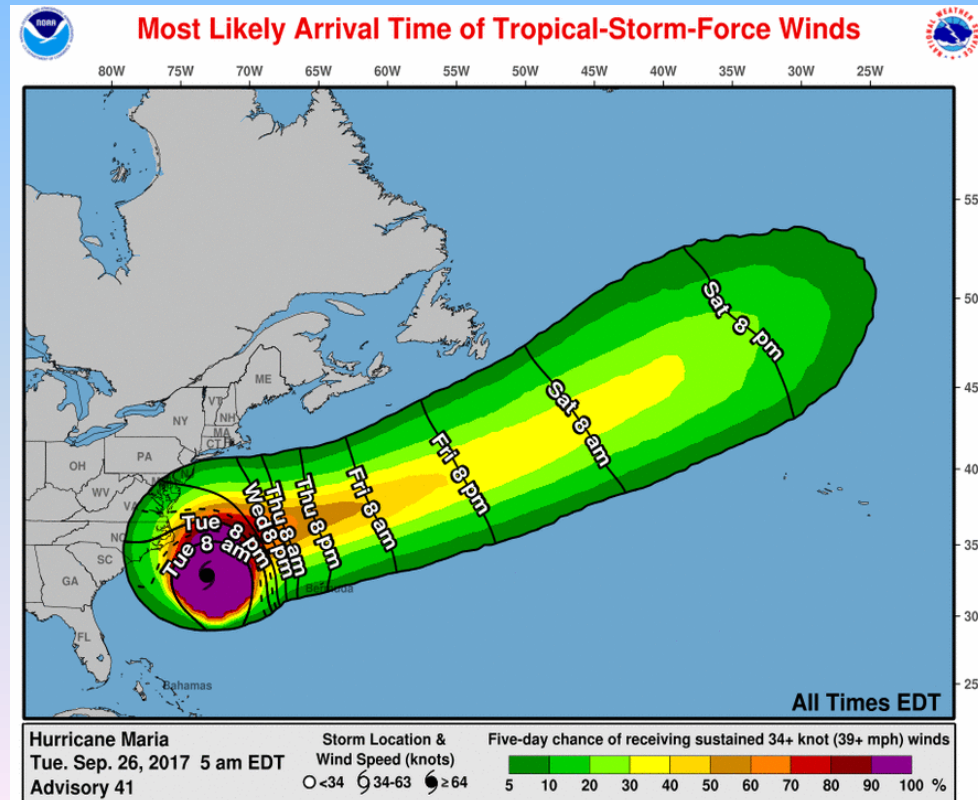 NOAA
Most Likely Arrival Time of Tropical-Storm-Force Winds
80W 75W 70W 65W 60W 55W 50W 45W 40W 35W 30W 25W
55
50
45
40
35
30
25
ME
VT
NH
NY
MA
CT
PA
OH
WV
VA
NC
SC
GA
FL
Bahamas
Bermuda
Tue 8 am
Tue 8 pm
Wed 8 pm
Thu 8 am
Thu 8 pm
Fri 8 am
Fri 8 pm
Sat 8 am
Sat 8 pm
All Times EDT
Hurricane Maria
Tue. Sep. 26, 2017 5 am EDT
Advisory 41
Storm Location &
Wind Speed (knots)
<34 34-63 ≥64
Five-day chance of receiving sustained 34+ knot (39+ mph) winds
5 10 20 30 40 50 60 70 80 90 100 %